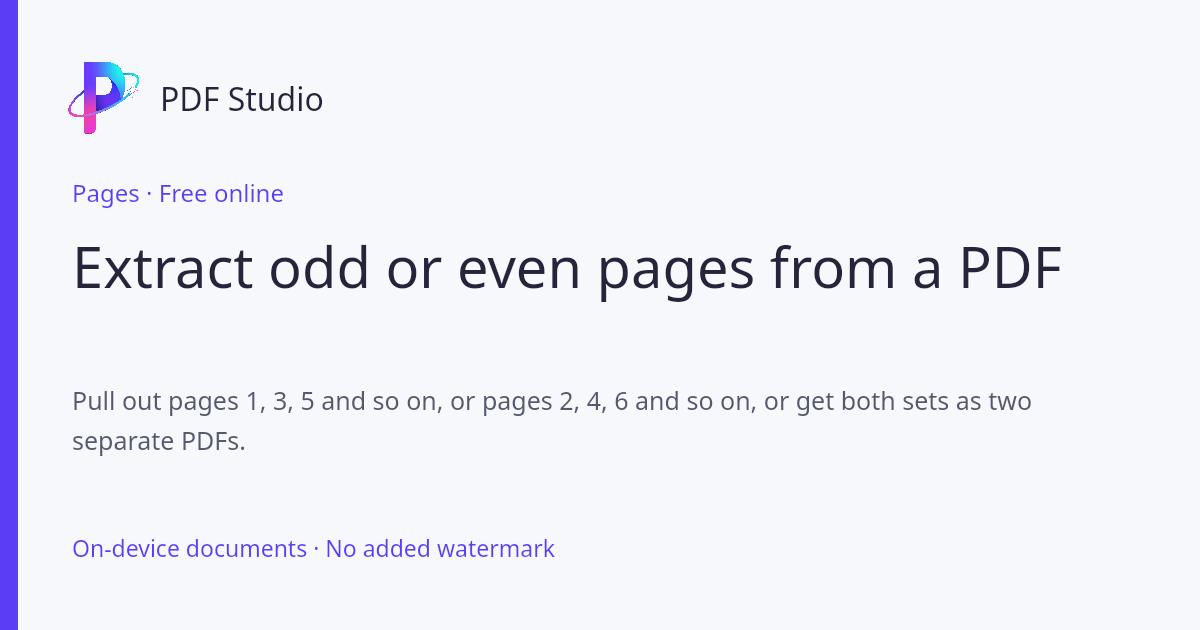 PDF Studio
Pages · Free online
Extract odd or even pages from a PDF
Pull out pages 1, 3, 5 and so on, or pages 2, 4, 6 and so on, or get both sets as two
separate PDFs.
On-device documents · No added watermark